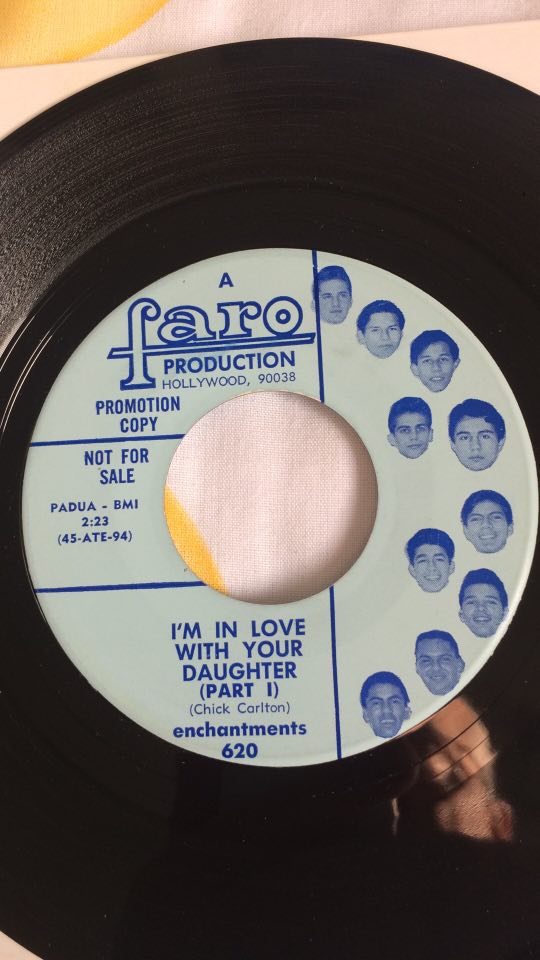 A
faro
PRODUCTION
HOLLYWOOD, 90038
PROMOTION
COPY
NOT FOR
SALE
PADUA - BMI
2:23
(45-ATE-94)
I'M IN LOVE
WITH YOUR
DAUGHTER
(PART I)
(Chick Carlton)
enchantments
620